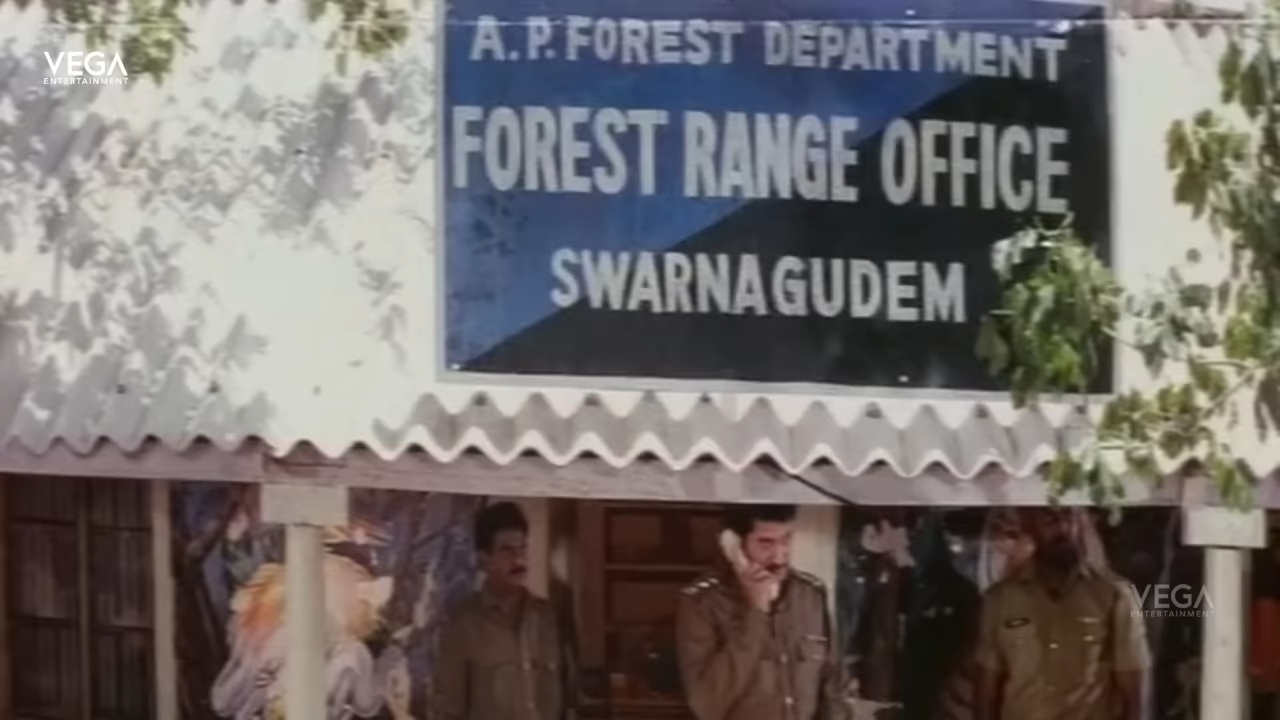 VEGA
ENTERTAINMENT
A.P. FOREST DEPARTMENT
FOREST RANGE OFFICE
SWARNAGUDEM
VEGA
ENTERTAINMENT